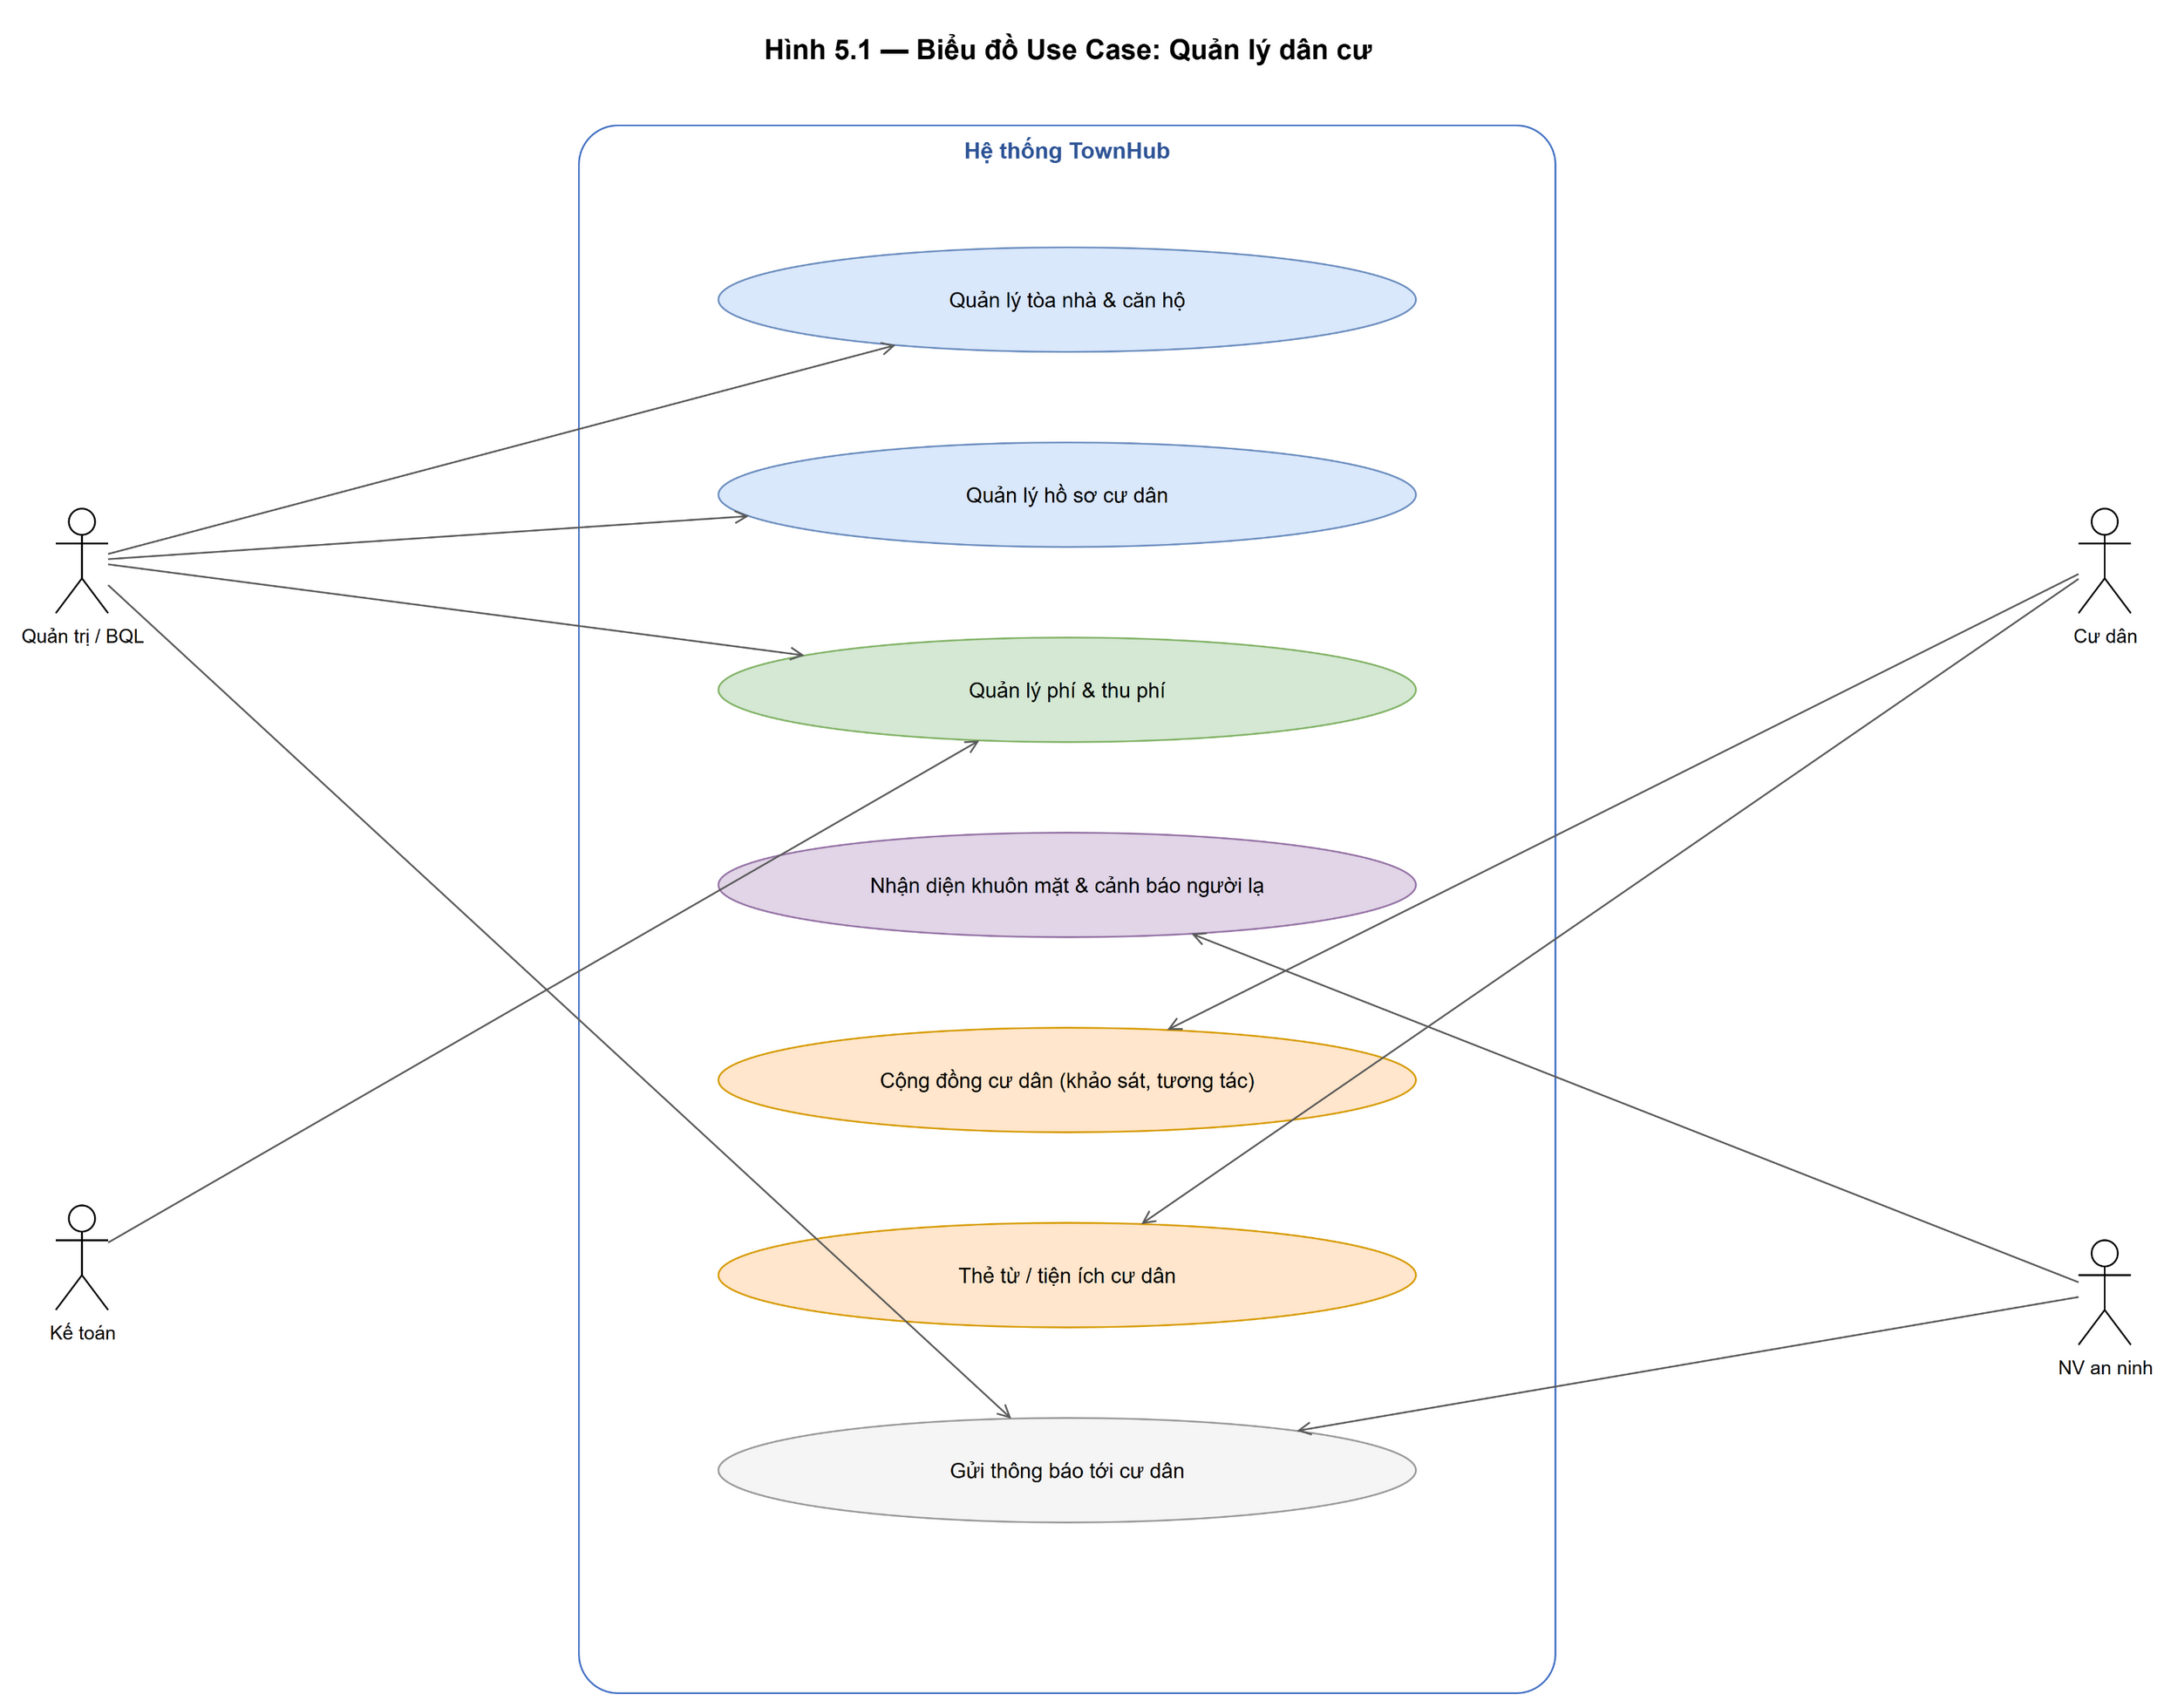 Hình 5.1 — Biểu đồ Use Case: Quản lý dân cư
Hệ thống TownHub
Quản lý tòa nhà & căn hộ
Quản lý hồ sơ cư dân
Quản trị / BQL
Cư dân
Quản lý phí & thu phí
Nhận diện khuôn mặt & cảnh báo người lạ
Cộng đồng cư dân (khảo sát, tương tác)
Thẻ từ / tiện ích cư dân
Kế toán
NV an ninh
Gửi thông báo tới cư dân